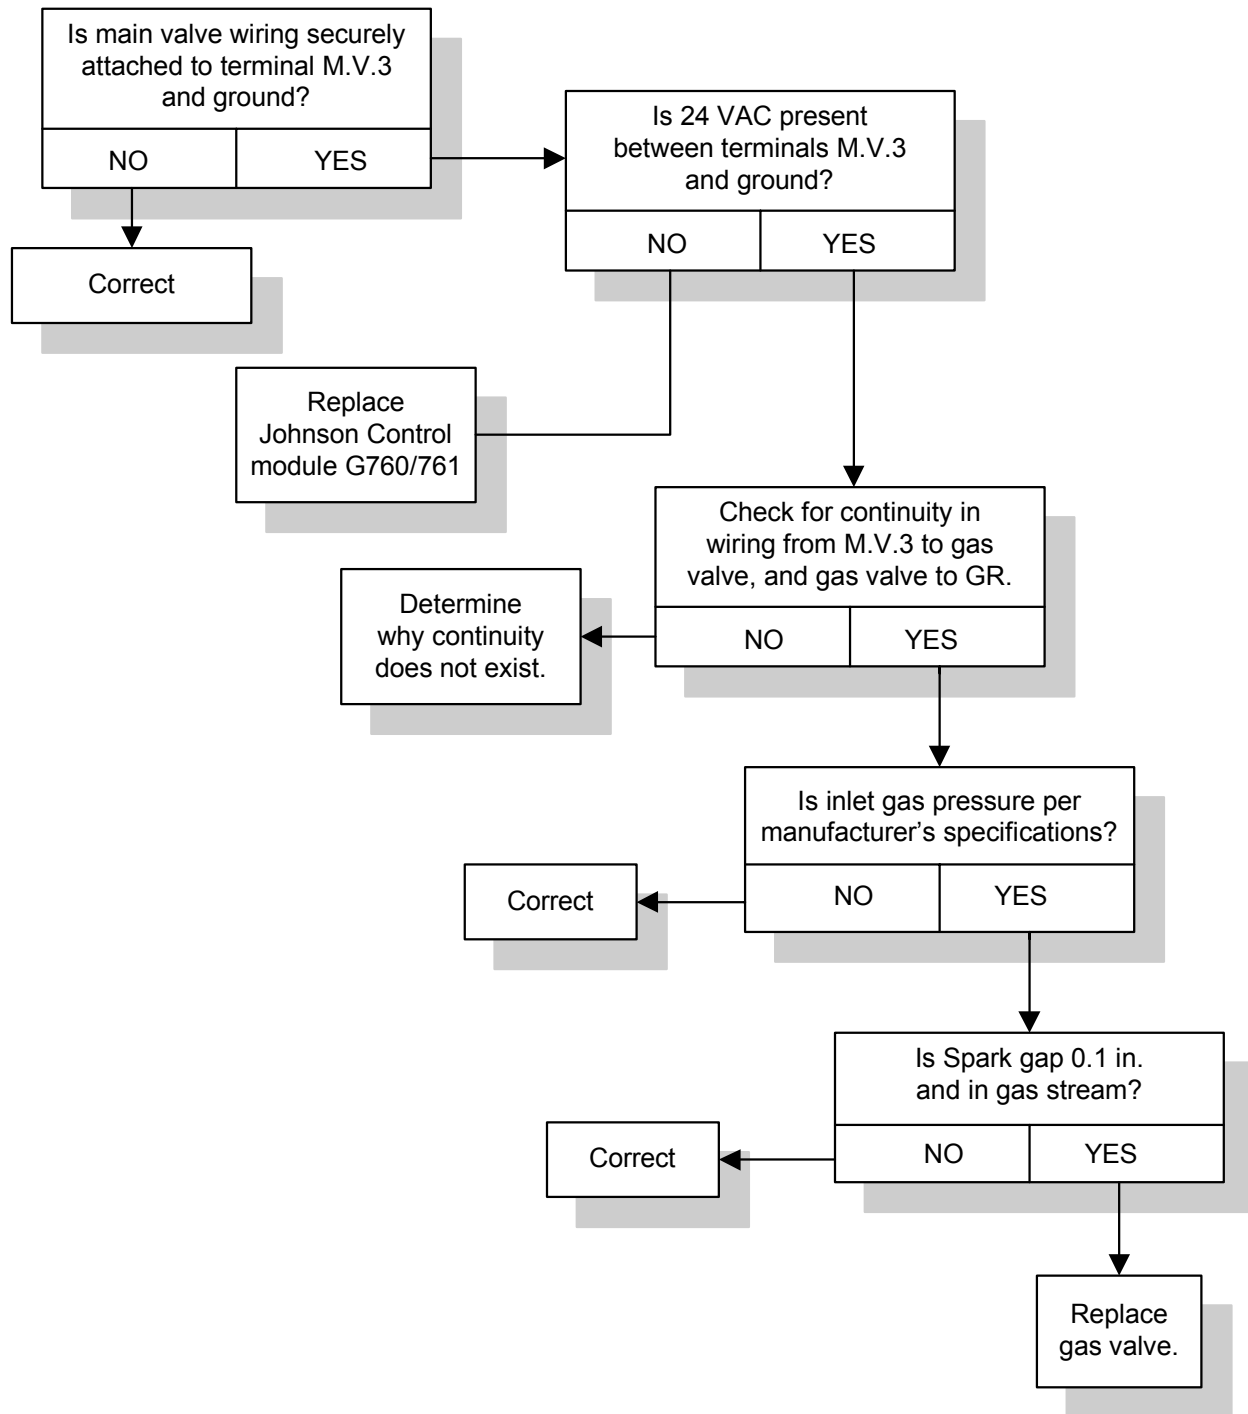 Is main valve wiring securely
attached to terminal M.V.3
and ground?
NO
YES
Correct
Is 24 VAC present
between terminals M.V.3
and ground?
NO
YES
Replace
Johnson Control
module G760/761
Check for continuity in
wiring from M.V.3 to gas
valve, and gas valve to GR.
NO
YES
Determine
why continuity
does not exist.
Is inlet gas pressure per
manufacturer’s specifications?
NO
YES
Correct
Is Spark gap 0.1 in.
and in gas stream?
NO
YES
Correct
Replace
gas valve.